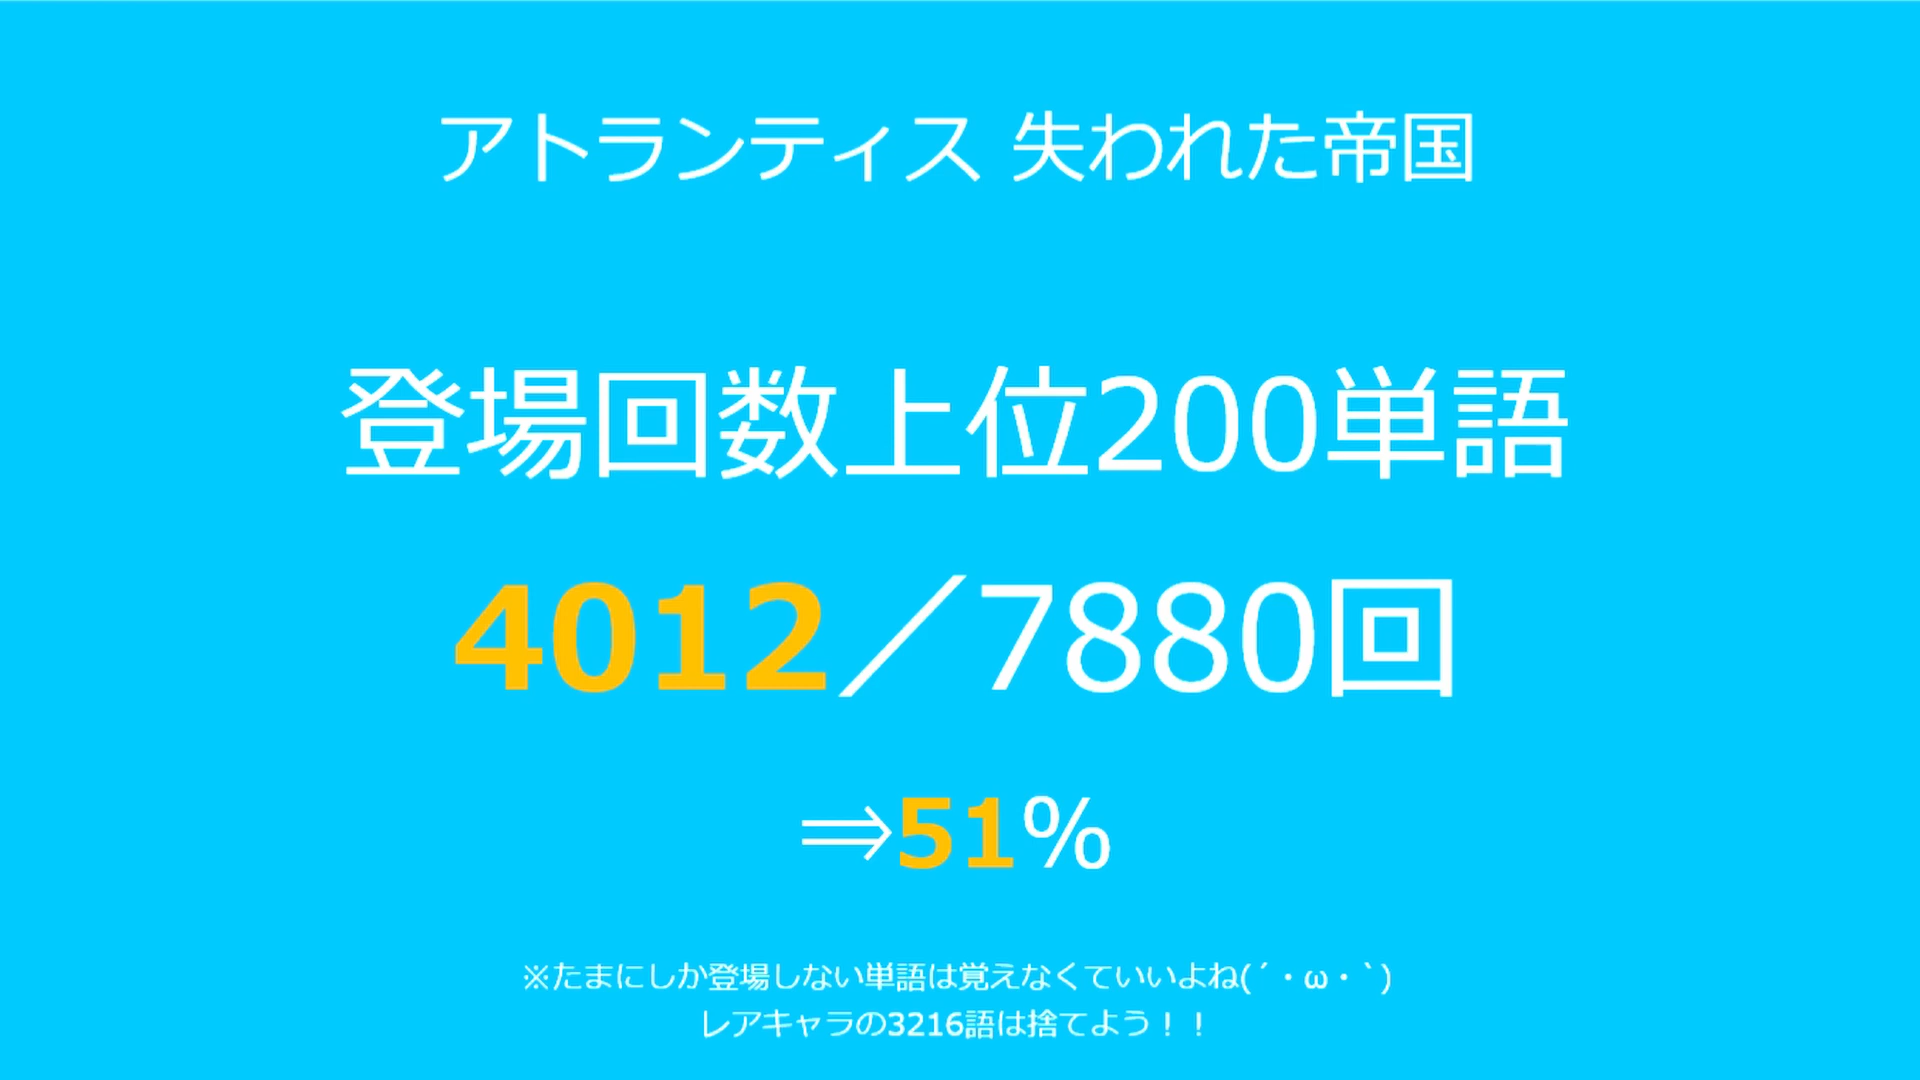 アトランティス 失われた帝国
登場回数上位200単語
4012／7880回
⇒51%
※たまにしか登場しない単語は覚えなくていいよね(´・ω・`)
レアキャラの3216語は捨てよう！！